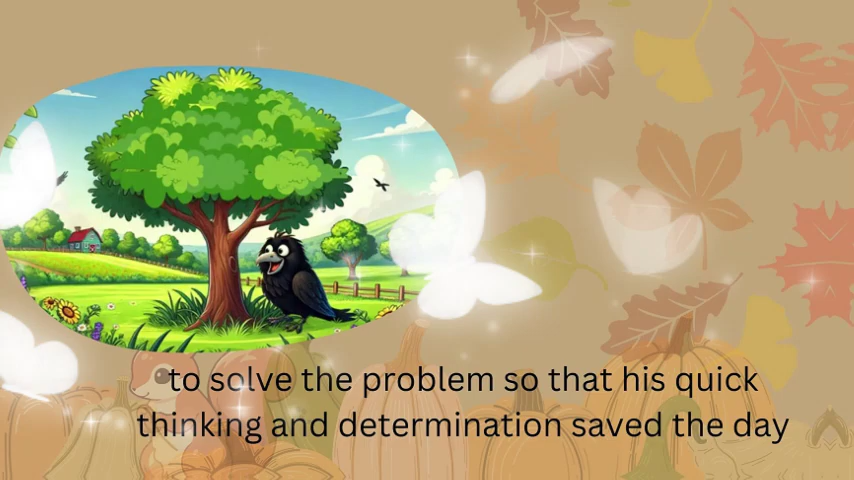 to solve the problem so that his quick
thinking and determination saved the day